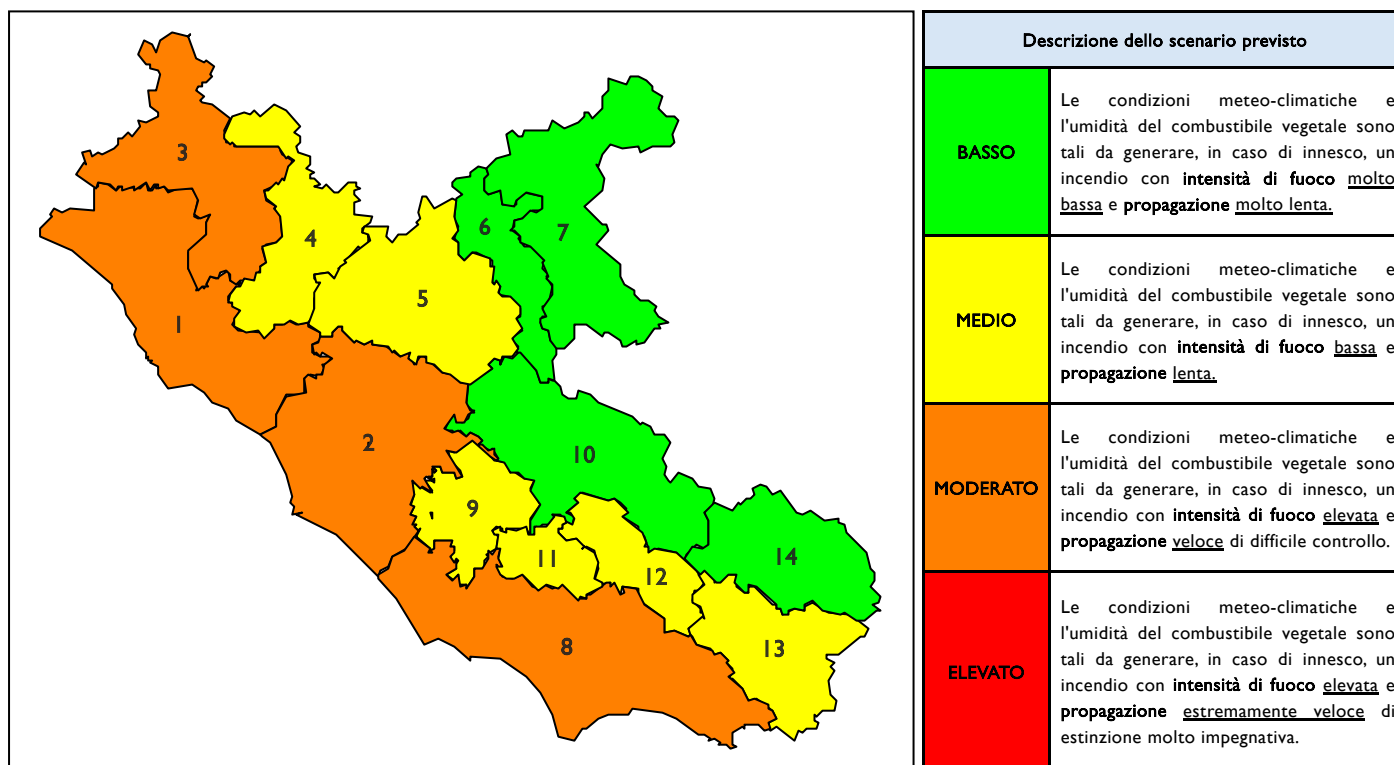 3
4
6
7
5
1
2
10
9
14
11
12
8
13
Descrizione dello scenario previsto
BASSO
Le condizioni meteo-climatiche e
l'umidità del combustibile vegetale sono
tali da generare, in caso di innesco, un
incendio con intensità di fuoco molto
bassa e propagazione molto lenta.
MEDIO
Le condizioni meteo-climatiche e
l'umidità del combustibile vegetale sono
tali da generare, in caso di innesco, un
incendio con intensità di fuoco bassa e
propagazione lenta.
MODERATO
Le condizioni meteo-climatiche e
l'umidità del combustibile vegetale sono
tali da generare, in caso di innesco, un
incendio con intensità di fuoco elevata e
propagazione veloce di difficile controllo.
ELEVATO
Le condizioni meteo-climatiche e
l'umidità del combustibile vegetale sono
tali da generare, in caso di innesco, un
incendio con intensità di fuoco elevata e
propagazione estremamente veloce di
estinzione molto impegnativa.